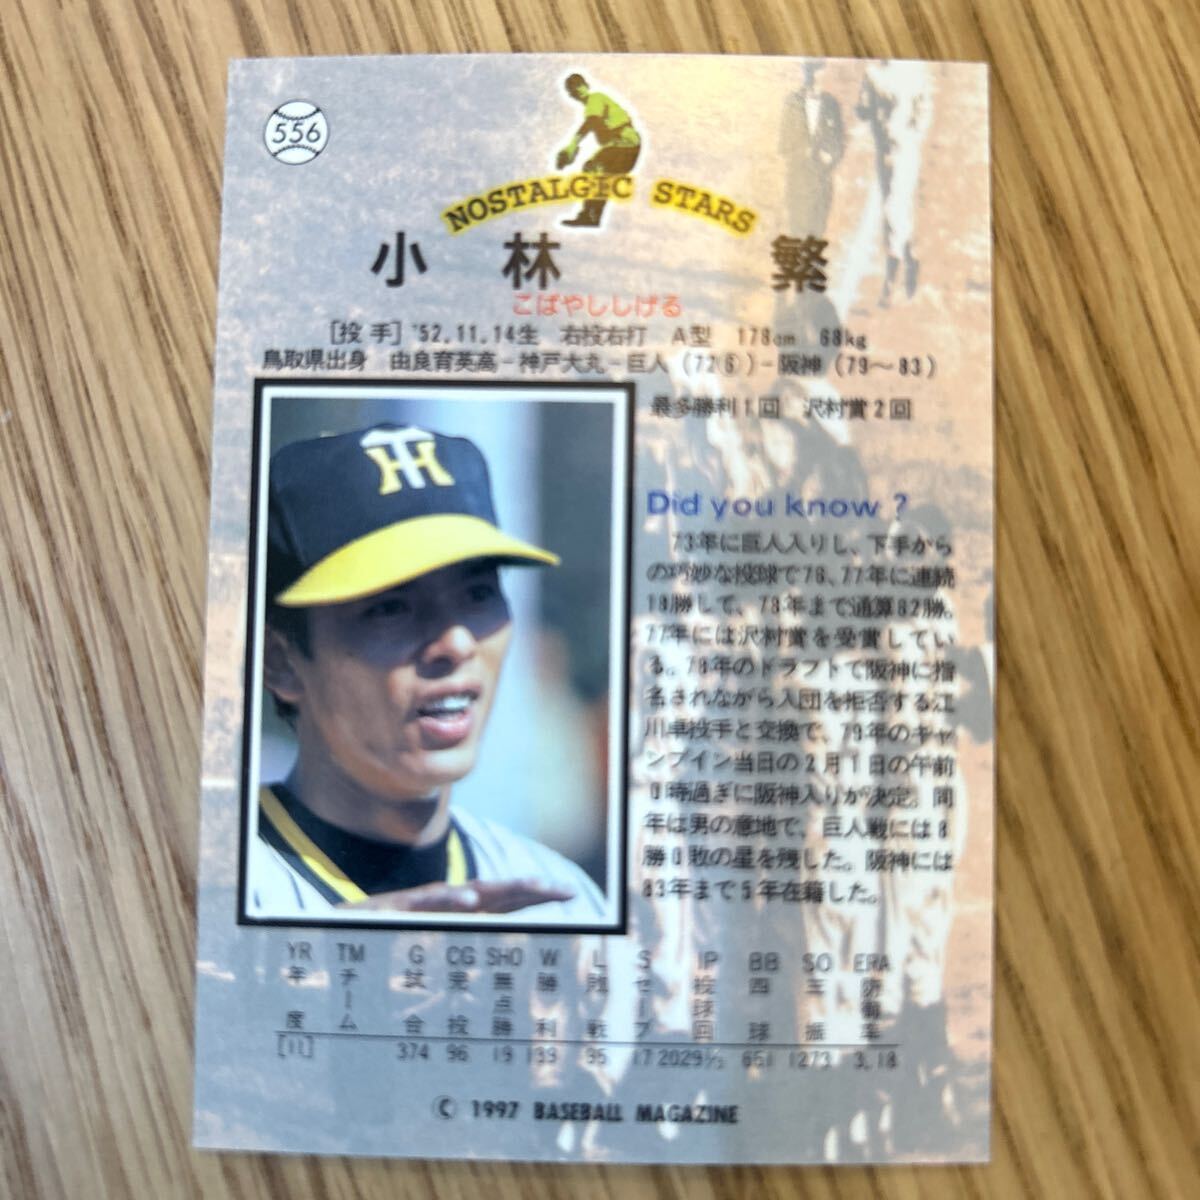 556
NOSTALGIC STARS
小林 繁
こばやししげる
[投手] '52.11.14生 右投右打 A型 178cm 68kg
鳥取県出身 由良育英高-神戸大丸-巨人(72⑥)-阪神(79～83)
最多勝利1回 沢村賞2回
TH
Did you know ?
73年に巨人入りし、下手から
の巧妙な投球で76、77年に連続
18勝して、78年まで通算82勝。
77年には沢村賞を受賞してい
る。78年のドラフトで阪神に指
名されながら入団を拒否する江
川卓投手と交換で、79年のキャ
ンプイン当日の2月1日の午前
0時過ぎに阪神入りが決定。同
年は男の意地で、巨人戦には8
勝0敗の星を残した。阪神には
83年まで5年在籍した。
YR TM G CG SHO W L S IP BB SO ERA
年度 チーム 試合 完投 無点勝 勝利 敗戦 セーブ 投球回 四球 三振 防御率
[11] 374 96 19 139 95 17 2029⅓ 651 1273 3.18
© 1997 BASEBALL MAGAZINE